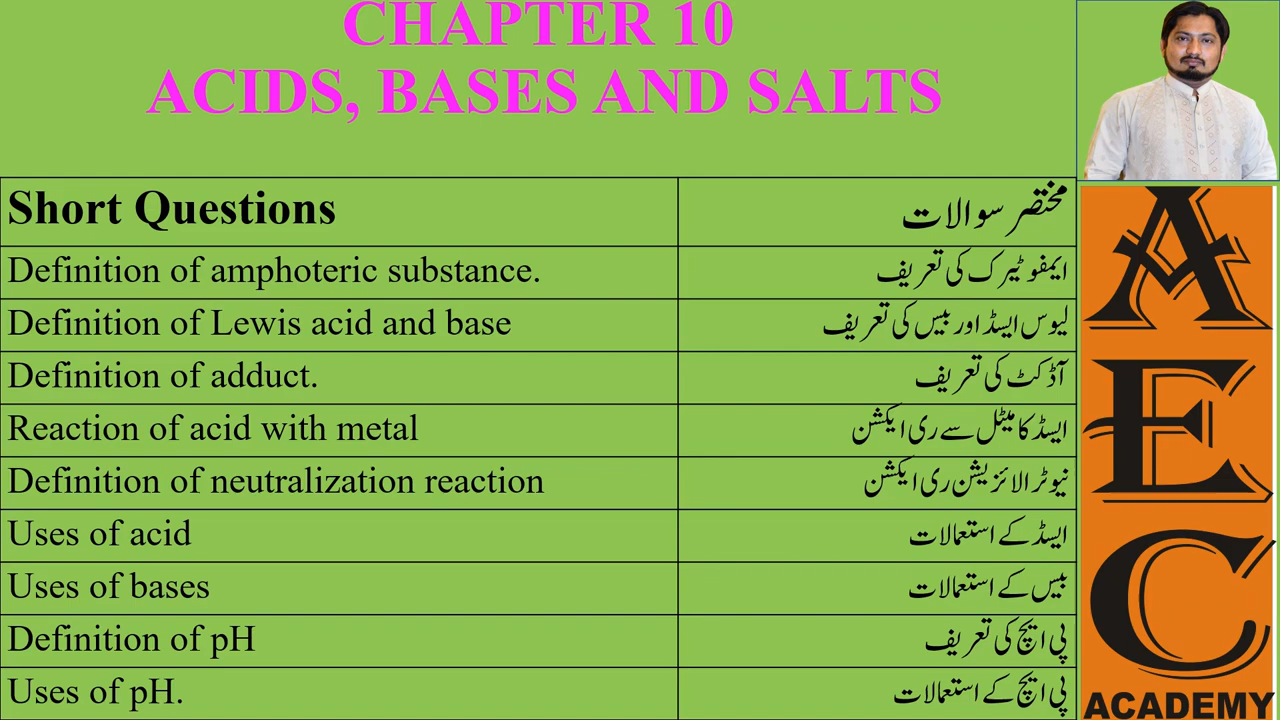 CHAPTER 10
ACIDS, BASES AND SALTS
Short Questions مختصر سوالات
Definition of amphoteric substance. ایمفوٹیرک کی تعریف
Definition of Lewis acid and base لیوس ایسڈ اور بیس کی تعریف
Definition of adduct. آڈکٹ کی تعریف
Reaction of acid with metal ایسڈ کا میٹل سے ری ایکشن
Definition of neutralization reaction نیوٹرالائزیشن ری ایکشن
Uses of acid ایسڈ کے استعمالات
Uses of bases بیس کے استعمالات
Definition of pH پی ایچ کی تعریف
Uses of pH. پی ایچ کے استعمالات
A
E
C
ACADEMY